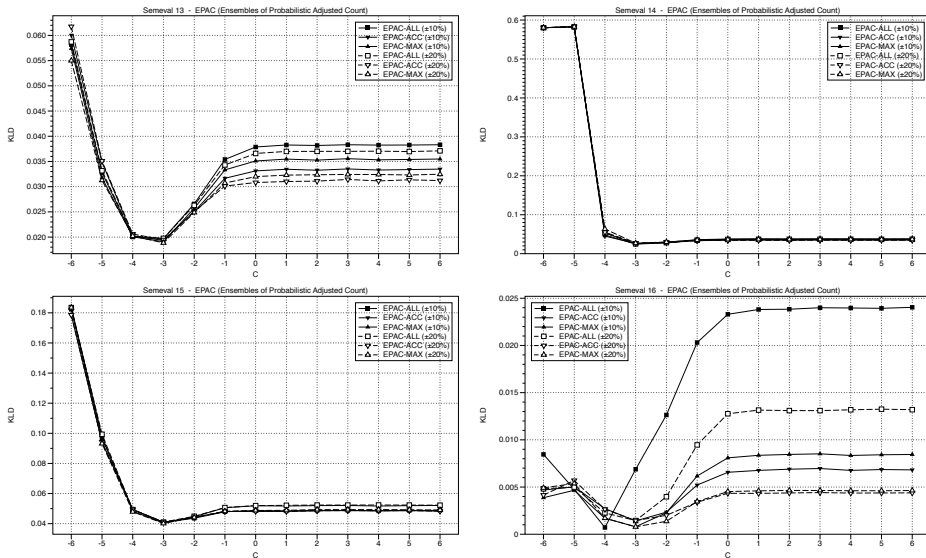 Semeval 13 - EPAC (Ensembles of Probabilistic Adjusted Count)
KLD
0.060
0.055
0.050
0.045
0.040
0.035
0.030
0.025
0.020
EPAC-ALL (±10%)
EPAC-ACC (±10%)
EPAC-MAX (±10%)
EPAC-ALL (±20%)
EPAC-ACC (±20%)
EPAC-MAX (±20%)
-6 -5 -4 -3 -2 -1 0 1 2 3 4 5 6
C
Semeval 14 - EPAC (Ensembles of Probabilistic Adjusted Count)
KLD
0.6
0.5
0.4
0.3
0.2
0.1
0
EPAC-ALL (±10%)
EPAC-ACC (±10%)
EPAC-MAX (±10%)
EPAC-ALL (±20%)
EPAC-ACC (±20%)
EPAC-MAX (±20%)
-6 -5 -4 -3 -2 -1 0 1 2 3 4 5 6
C
Semeval 15 - EPAC (Ensembles of Probabilistic Adjusted Count)
KLD
0.18
0.16
0.14
0.12
0.10
0.08
0.06
0.04
EPAC-ALL (±10%)
EPAC-ACC (±10%)
EPAC-MAX (±10%)
EPAC-ALL (±20%)
EPAC-ACC (±20%)
EPAC-MAX (±20%)
-6 -5 -4 -3 -2 -1 0 1 2 3 4 5 6
C
Semeval 16 - EPAC (Ensembles of Probabilistic Adjusted Count)
KLD
0.025
0.020
0.015
0.010
0.005
0
EPAC-ALL (±10%)
EPAC-ACC (±10%)
EPAC-MAX (±10%)
EPAC-ALL (±20%)
EPAC-ACC (±20%)
EPAC-MAX (±20%)
-6 -5 -4 -3 -2 -1 0 1 2 3 4 5 6
C